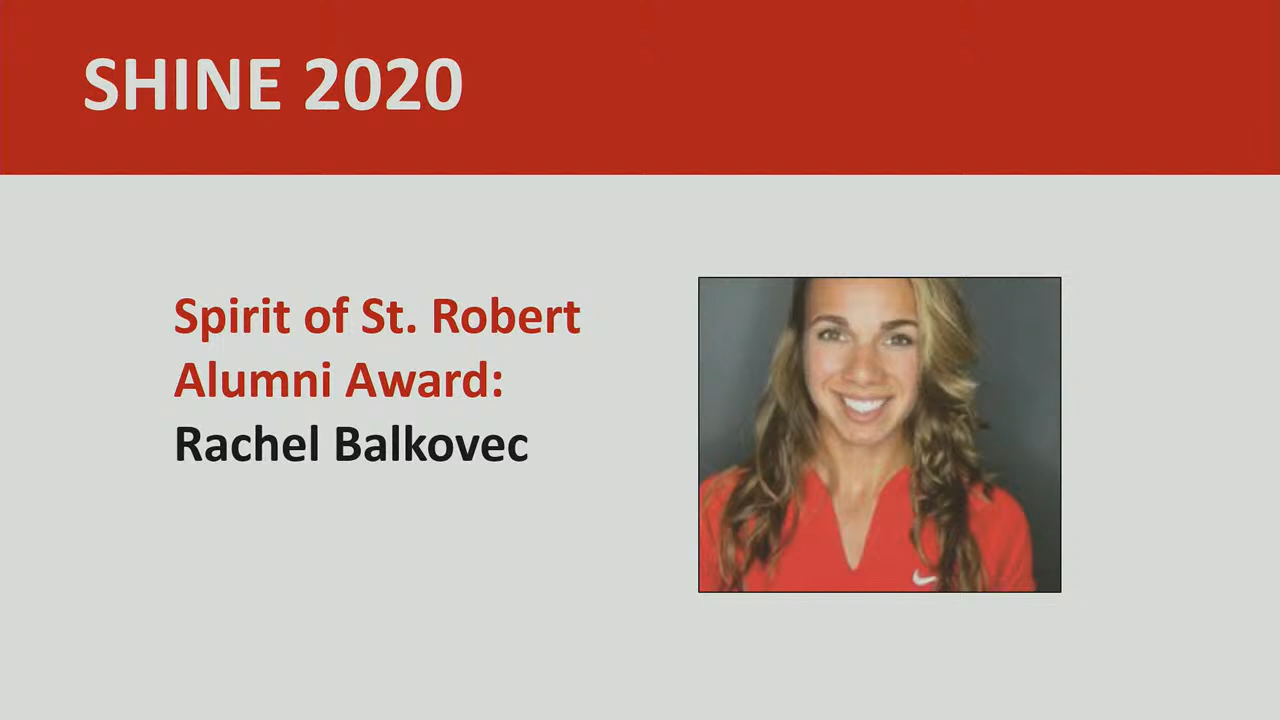 SHINE 2020
Spirit of St. Robert
Alumni Award:
Rachel Balkovec